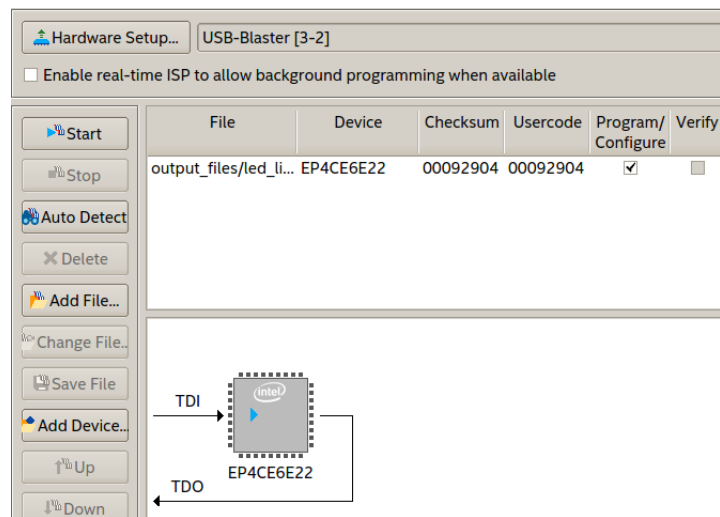 Hardware Setup...
USB-Blaster [3-2]
Enable real-time ISP to allow background programming when available
Start
Stop
Auto Detect
Delete
Add File...
Change File..
Save File
Add Device..
Up
Down
File Device Checksum Usercode Program/ Verify
Configure
output_files/led_li... EP4CE6E22 00092904 00092904
intel
TDI
EP4CE6E22
TDO